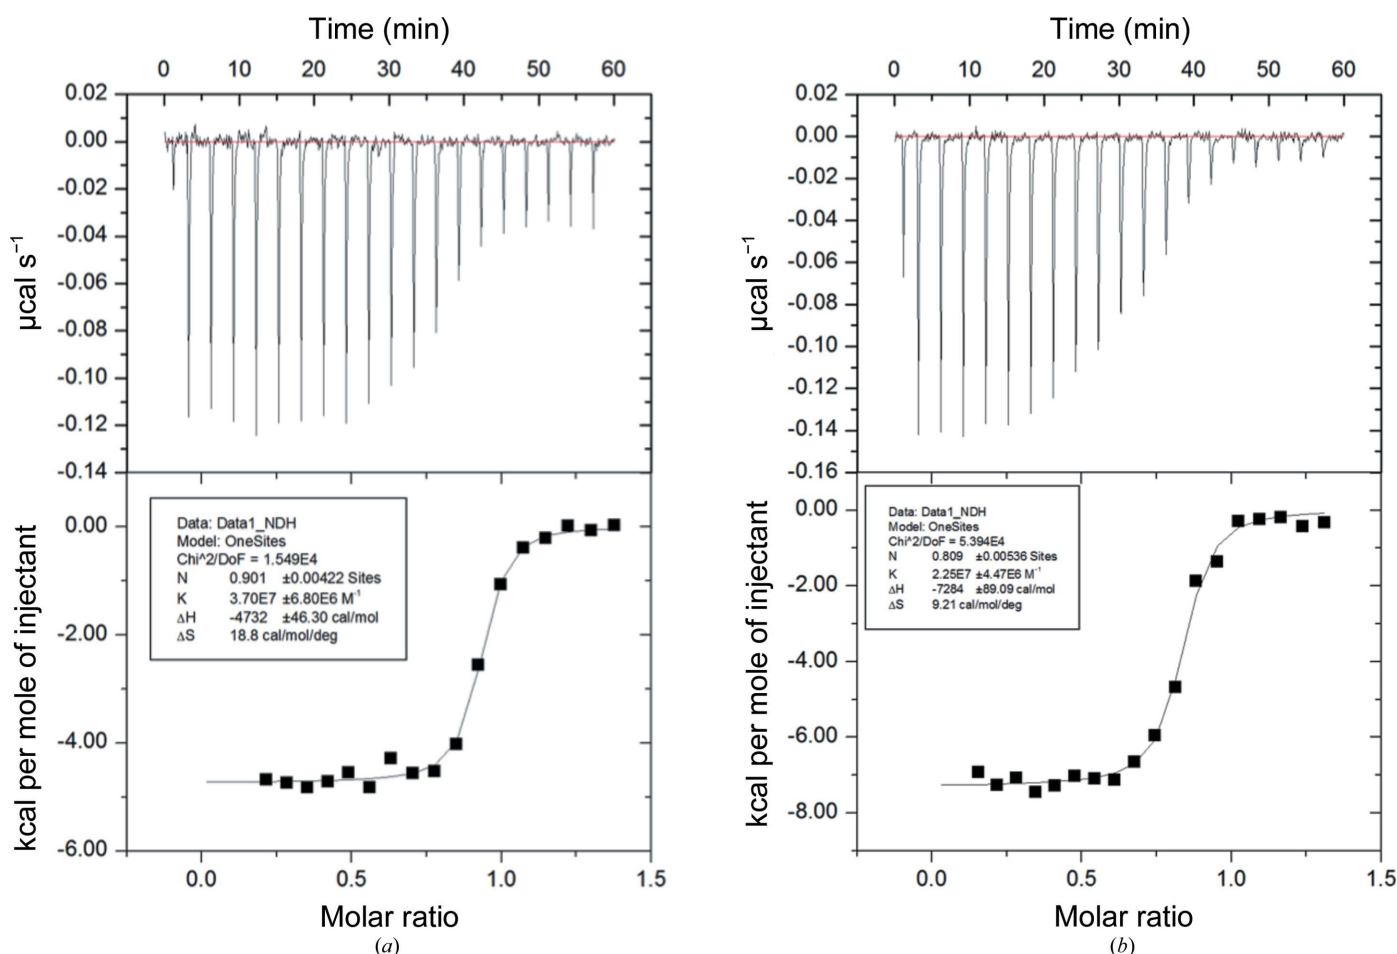 Time (min)
0 10 20 30 40 50 60
0.02
0.00
-0.02
-0.04
-0.06
-0.08
-0.10
-0.12
-0.14
µcal s⁻¹
0.00
-2.00
-4.00
-6.00
kcal per mole of injectant
Data: Data1_NDH
Model: OneSites
Chi^2/DoF = 1.549E4
N 0.901 ±0.00422 Sites
K 3.70E7 ±6.80E6 M⁻¹
ΔH -4732 ±46.30 cal/mol
ΔS 18.8 cal/mol/deg
0.0 0.5 1.0 1.5
Molar ratio
(a)
Time (min)
0 10 20 30 40 50 60
0.02
0.00
-0.02
-0.04
-0.06
-0.08
-0.10
-0.12
-0.14
-0.16
µcal s⁻¹
0.00
-2.00
-4.00
-6.00
-8.00
kcal per mole of injectant
Data: Data1_NDH
Model: OneSites
Chi^2/DoF = 5.394E4
N 0.809 ±0.00536 Sites
K 2.25E7 ±4.47E6 M⁻¹
ΔH -7284 ±89.09 cal/mol
ΔS 9.21 cal/mol/deg
0.0 0.5 1.0 1.5
Molar ratio
(b)